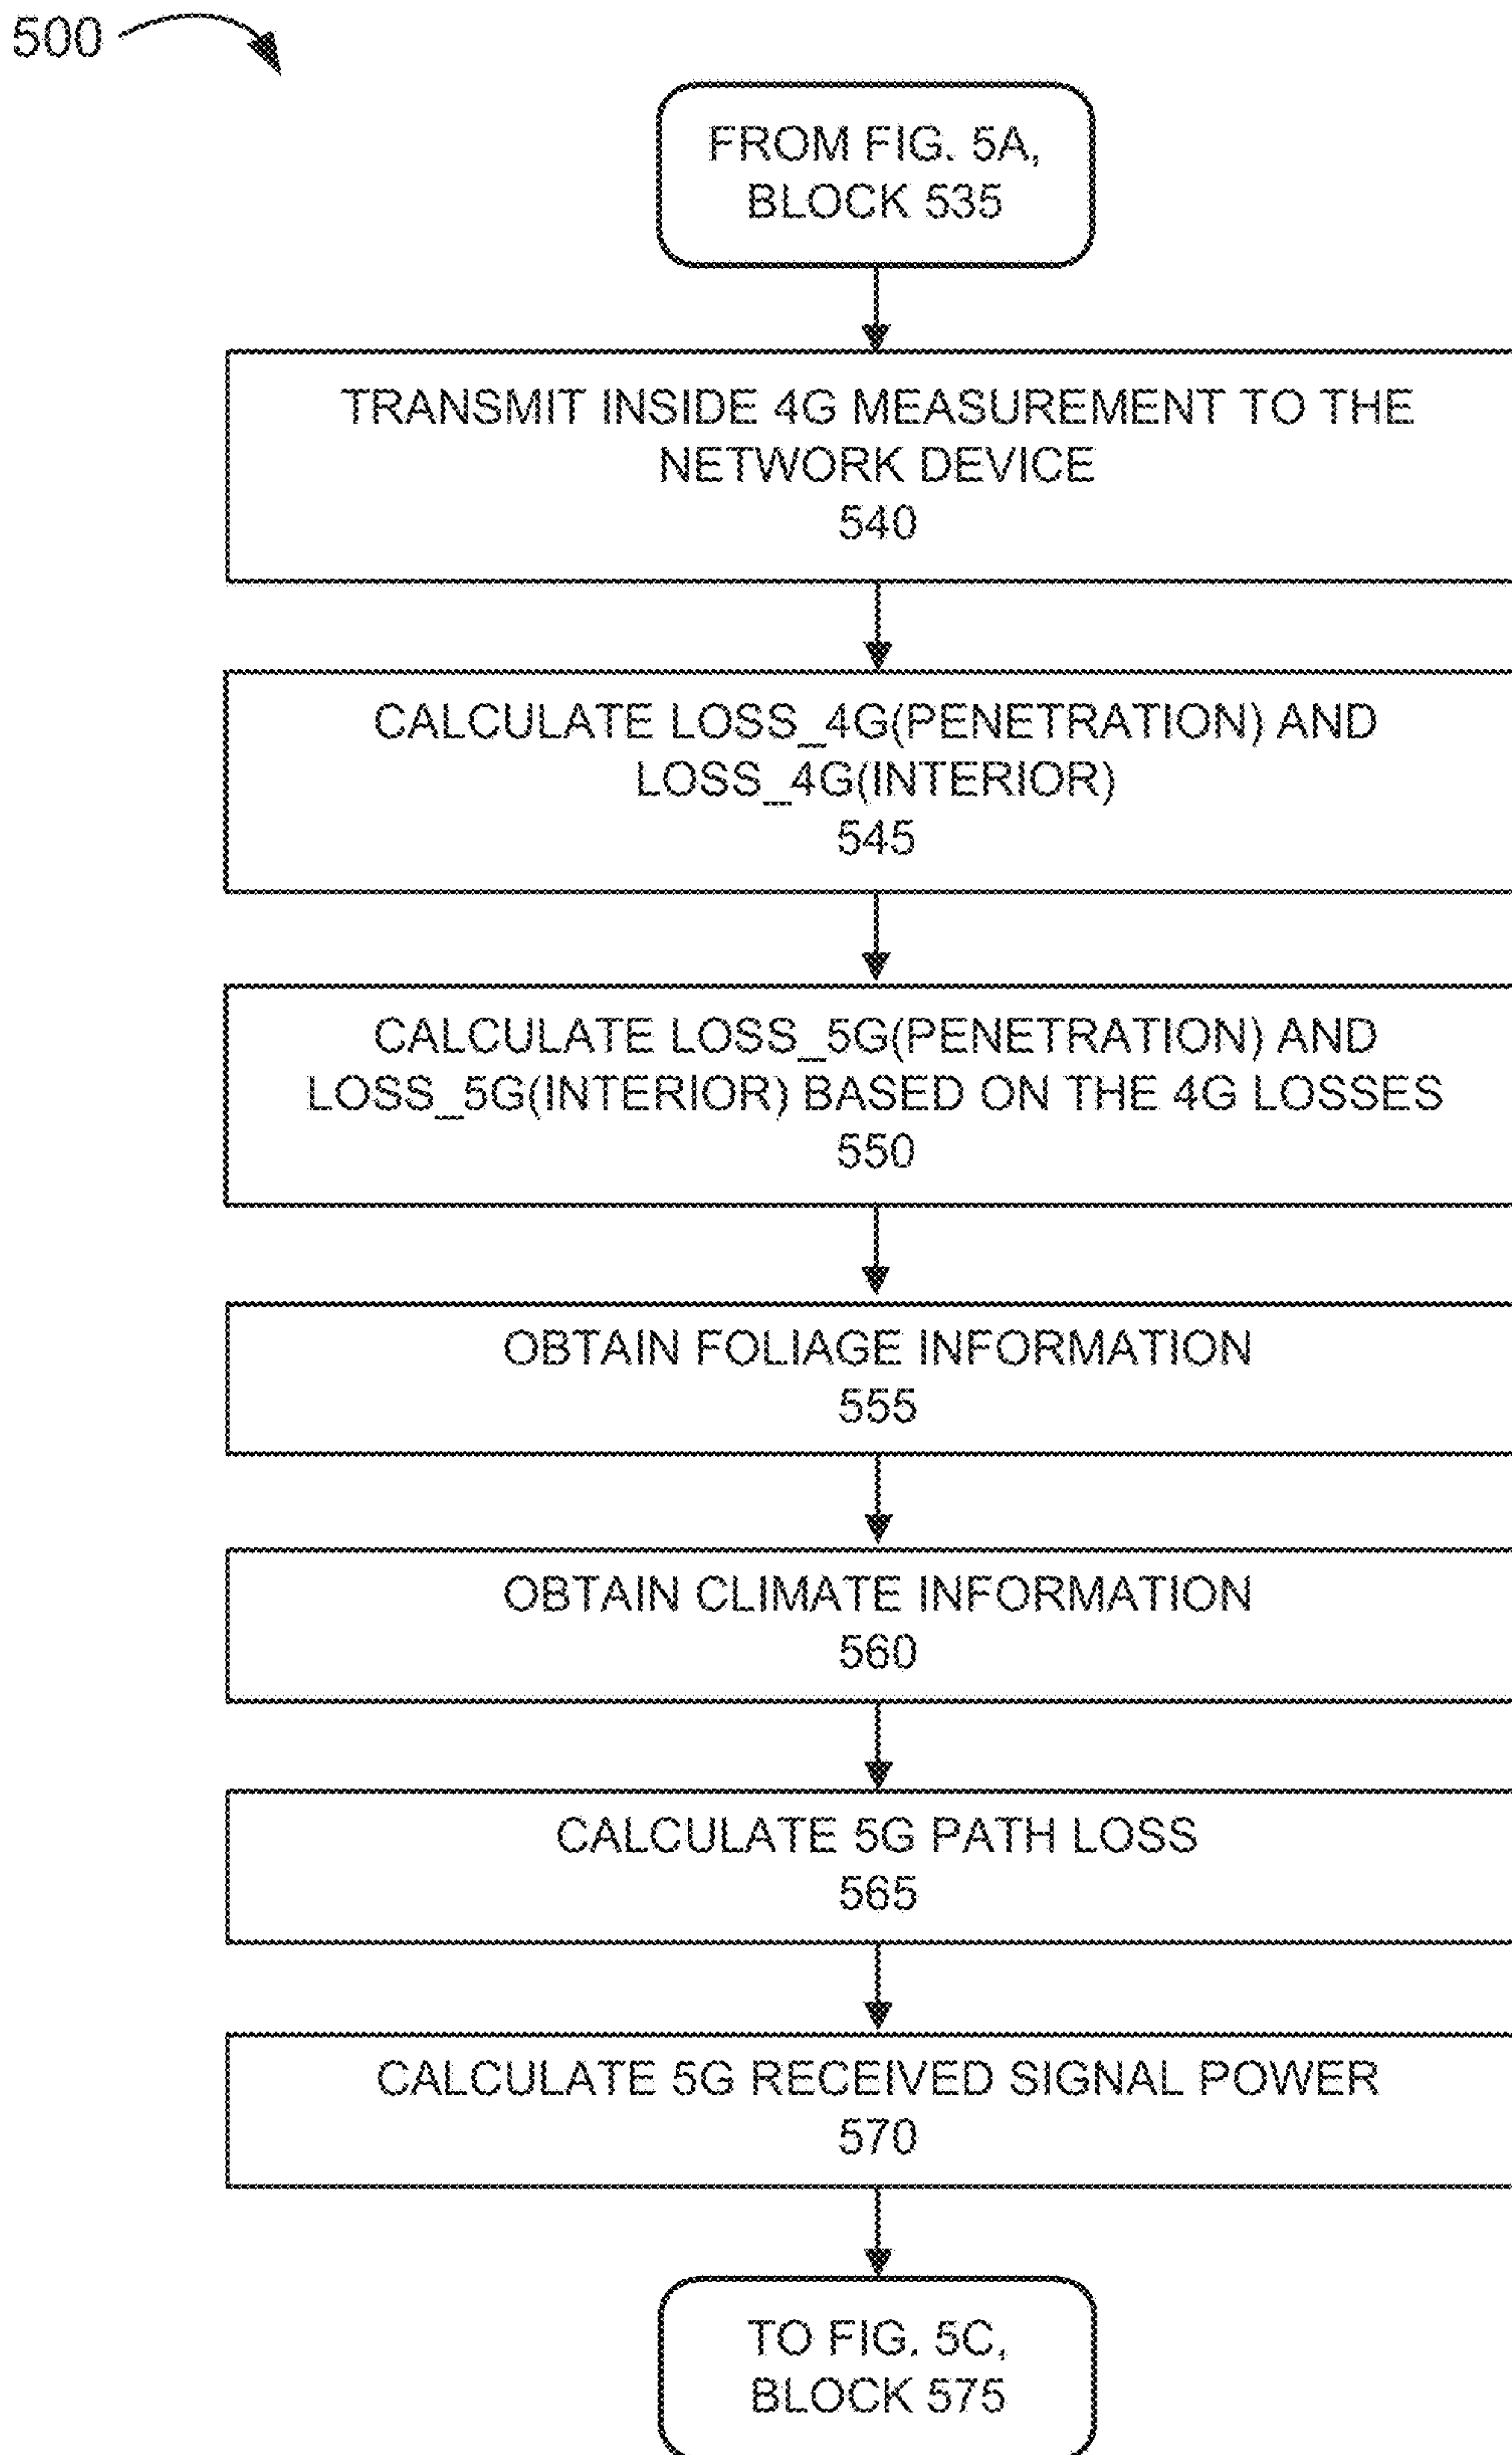 500
FROM FIG. 5A,
BLOCK 535
TRANSMIT INSIDE 4G MEASUREMENT TO THE
NETWORK DEVICE
540
CALCULATE LOSS_4G(PENETRATION) AND
LOSS_4G(INTERIOR)
545
CALCULATE LOSS_5G(PENETRATION) AND
LOSS_5G(INTERIOR) BASED ON THE 4G LOSSES
550
OBTAIN FOLIAGE INFORMATION
555
OBTAIN CLIMATE INFORMATION
560
CALCULATE 5G PATH LOSS
565
CALCULATE 5G RECEIVED SIGNAL POWER
570
TO FIG. 5C,
BLOCK 575